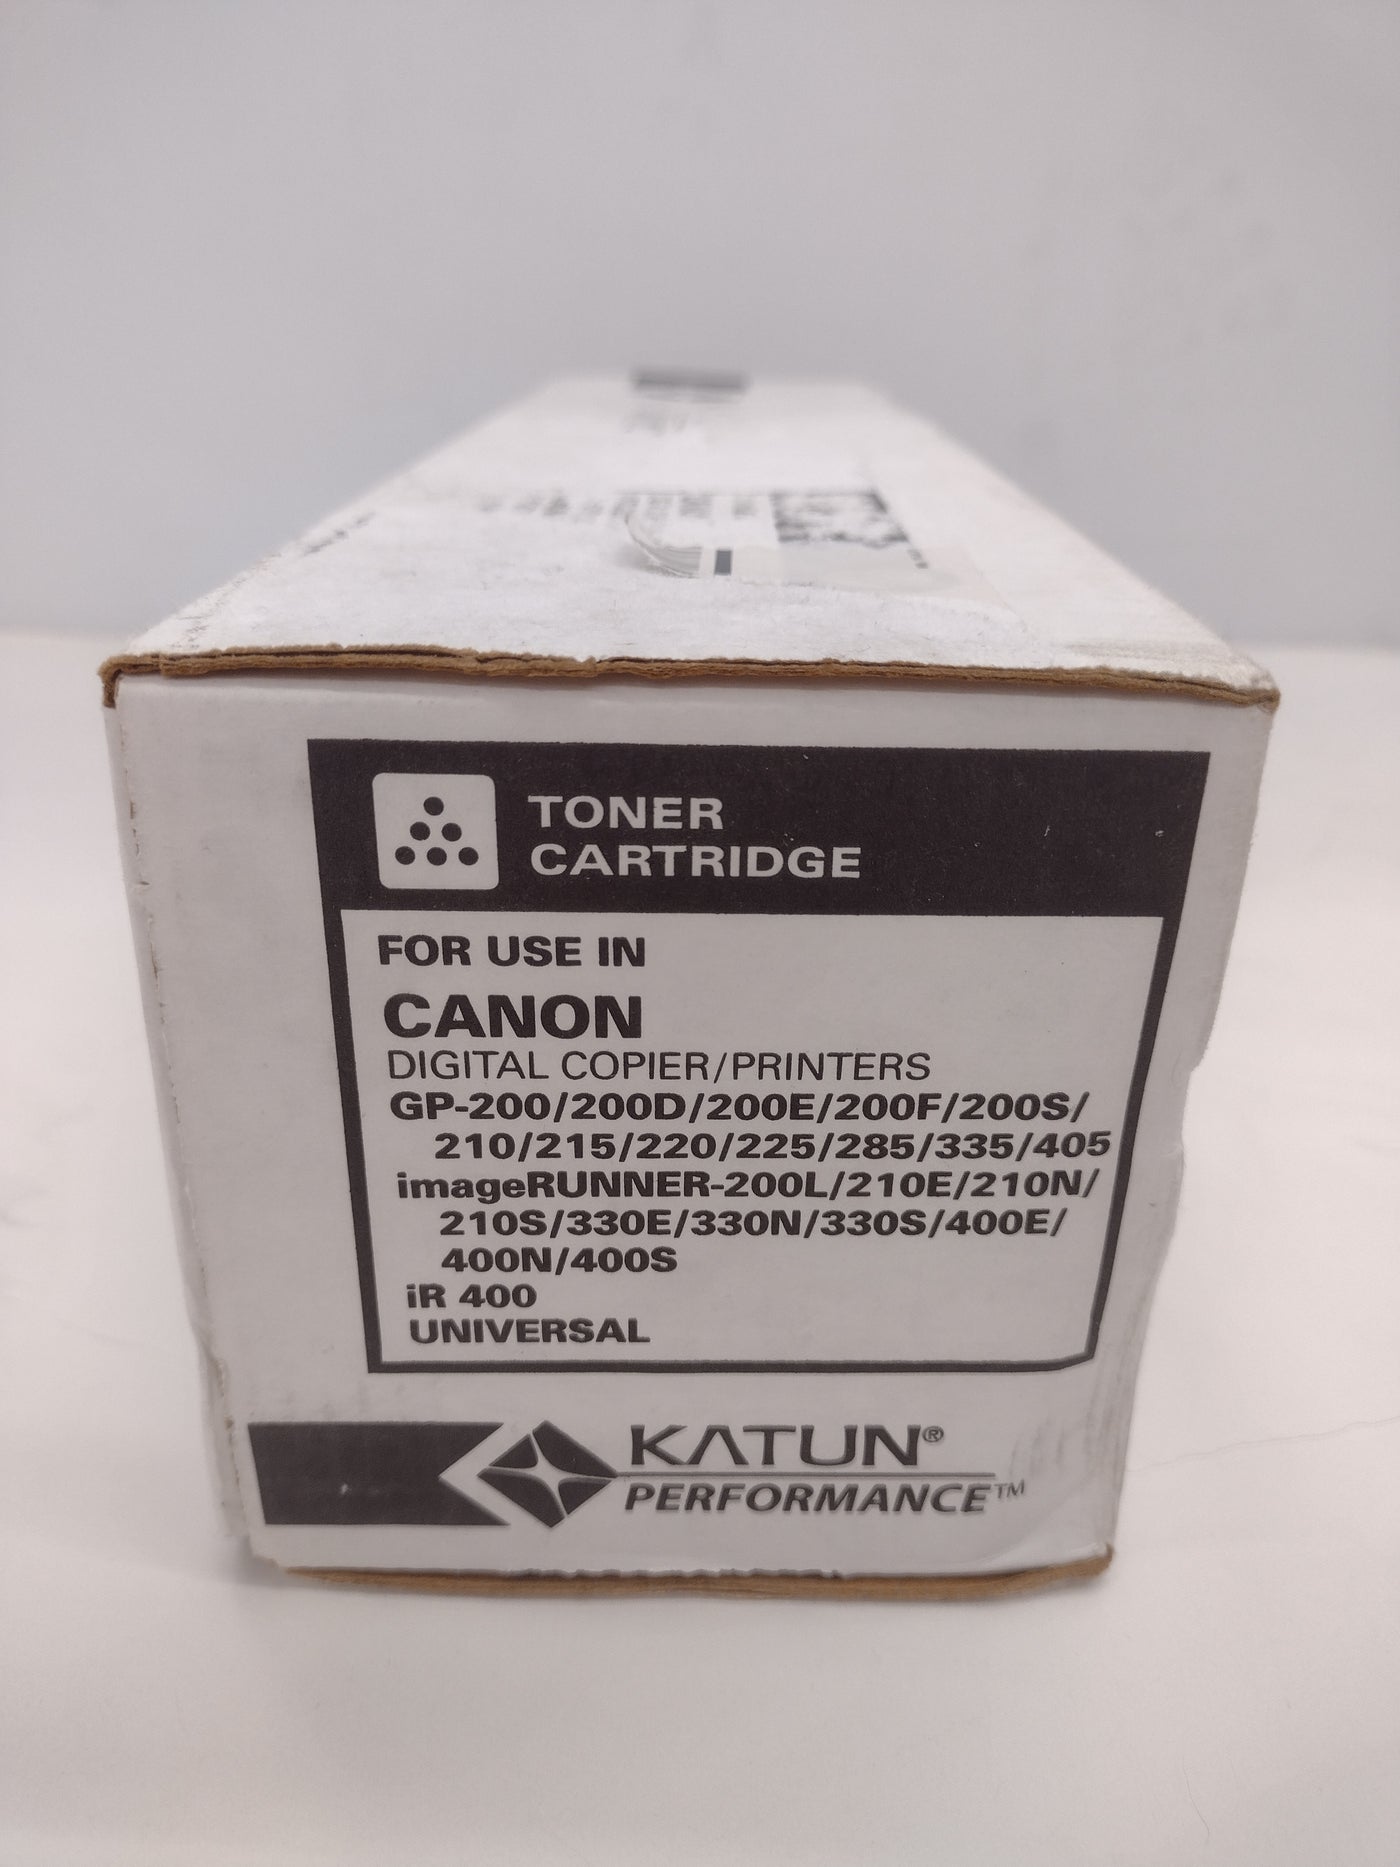 TONER
CARTRIDGE
FOR USE IN
CANON
DIGITAL COPIER/PRINTERS
GP-200/200D/200E/200F/200S/
210/215/220/225/285/335/405
imageRUNNER-200L/210E/210N/
210S/330E/330N/330S/400E/
400N/400S
iR 400
UNIVERSAL
KATUN®
PERFORMANCE™